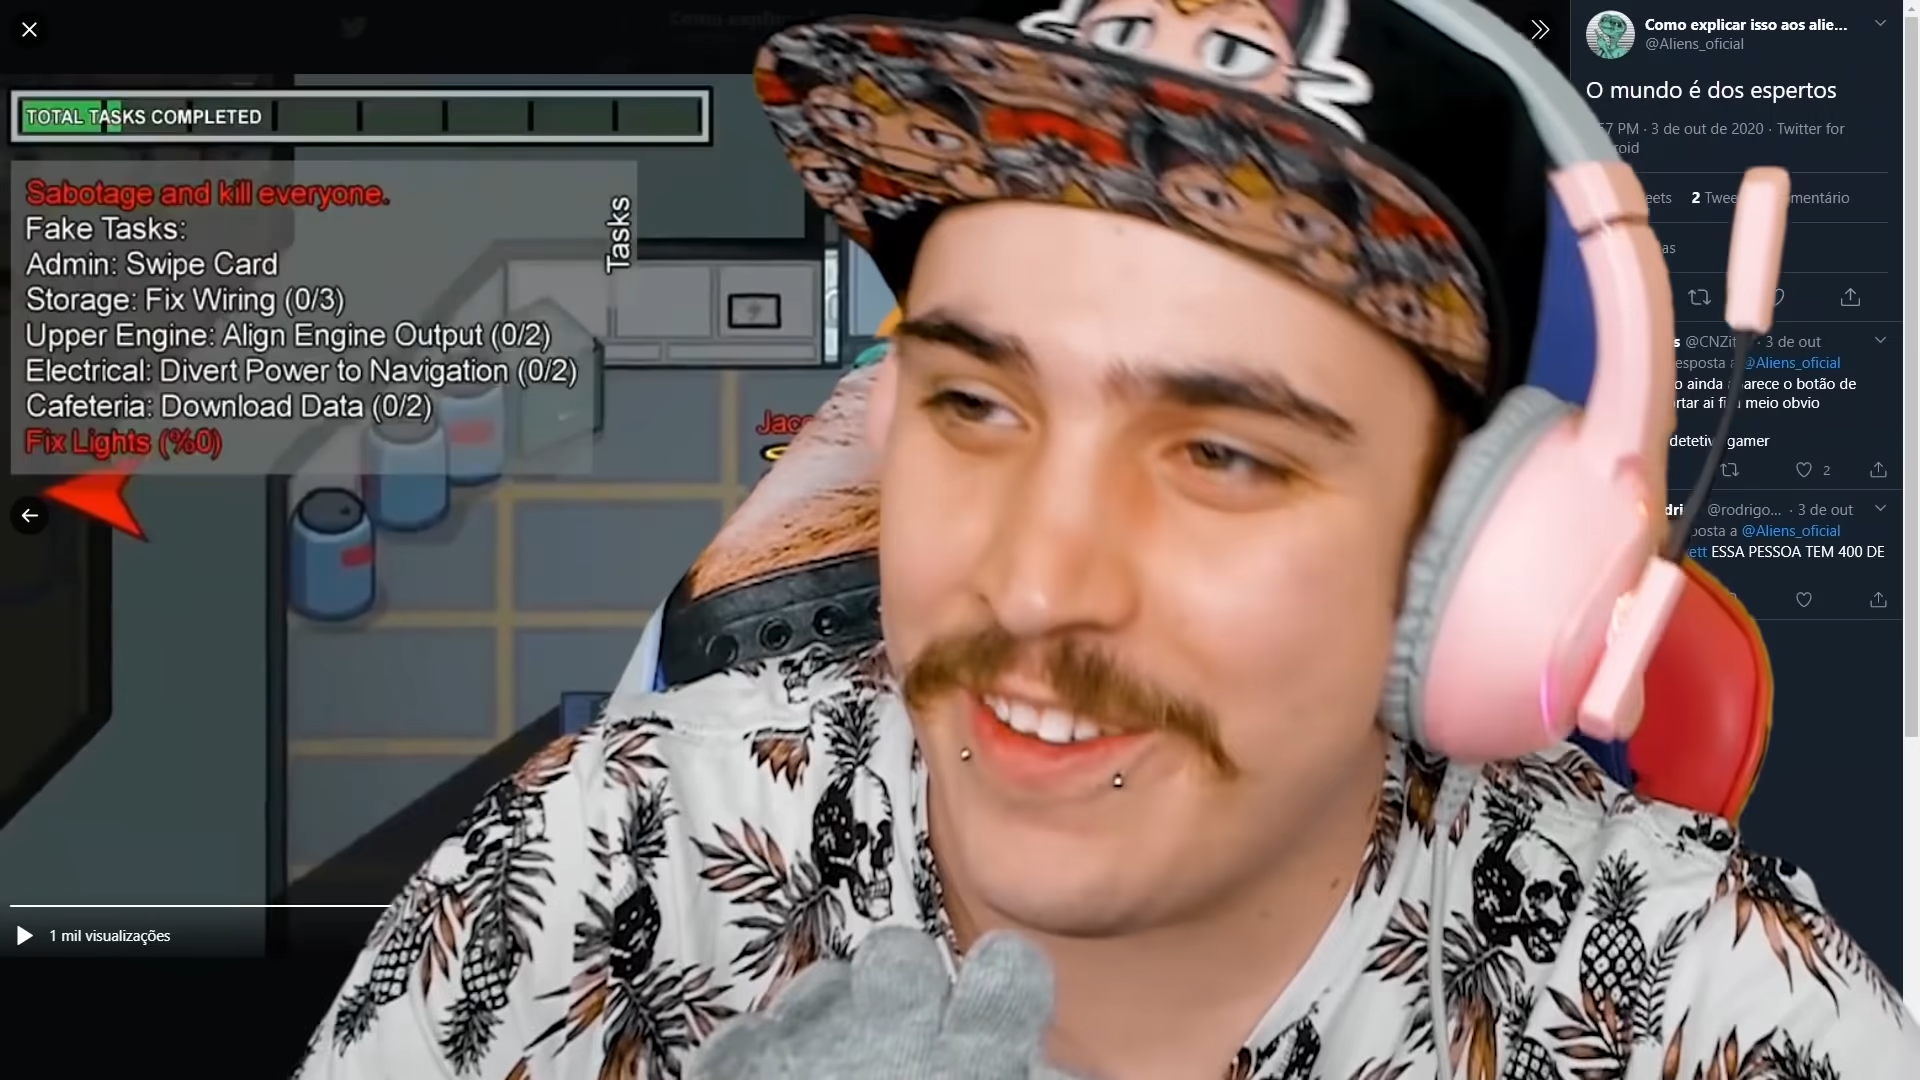 TOTAL TASKS COMPLETED
Sabotage and kill everyone.
Fake Tasks:
Admin: Swipe Card
Storage: Fix Wiring (0/3)
Upper Engine: Align Engine Output (0/2)
Electrical: Divert Power to Navigation (0/2)
Cafeteria: Download Data (0/2)
Fix Lights (%0)
Tasks
1 mil visualizações
Como explicar isso aos alie...
@Aliens_oficial
O mundo é dos espertos
PM · 3 de out de 2020 · Twitter for
2
· 3 de out
@Aliens_oficial
ainda o botão de
meio obvio
gamer
2
@rodrigo... · 3 de out
a @Aliens_oficial
ESSA PESSOA TEM 400 DE